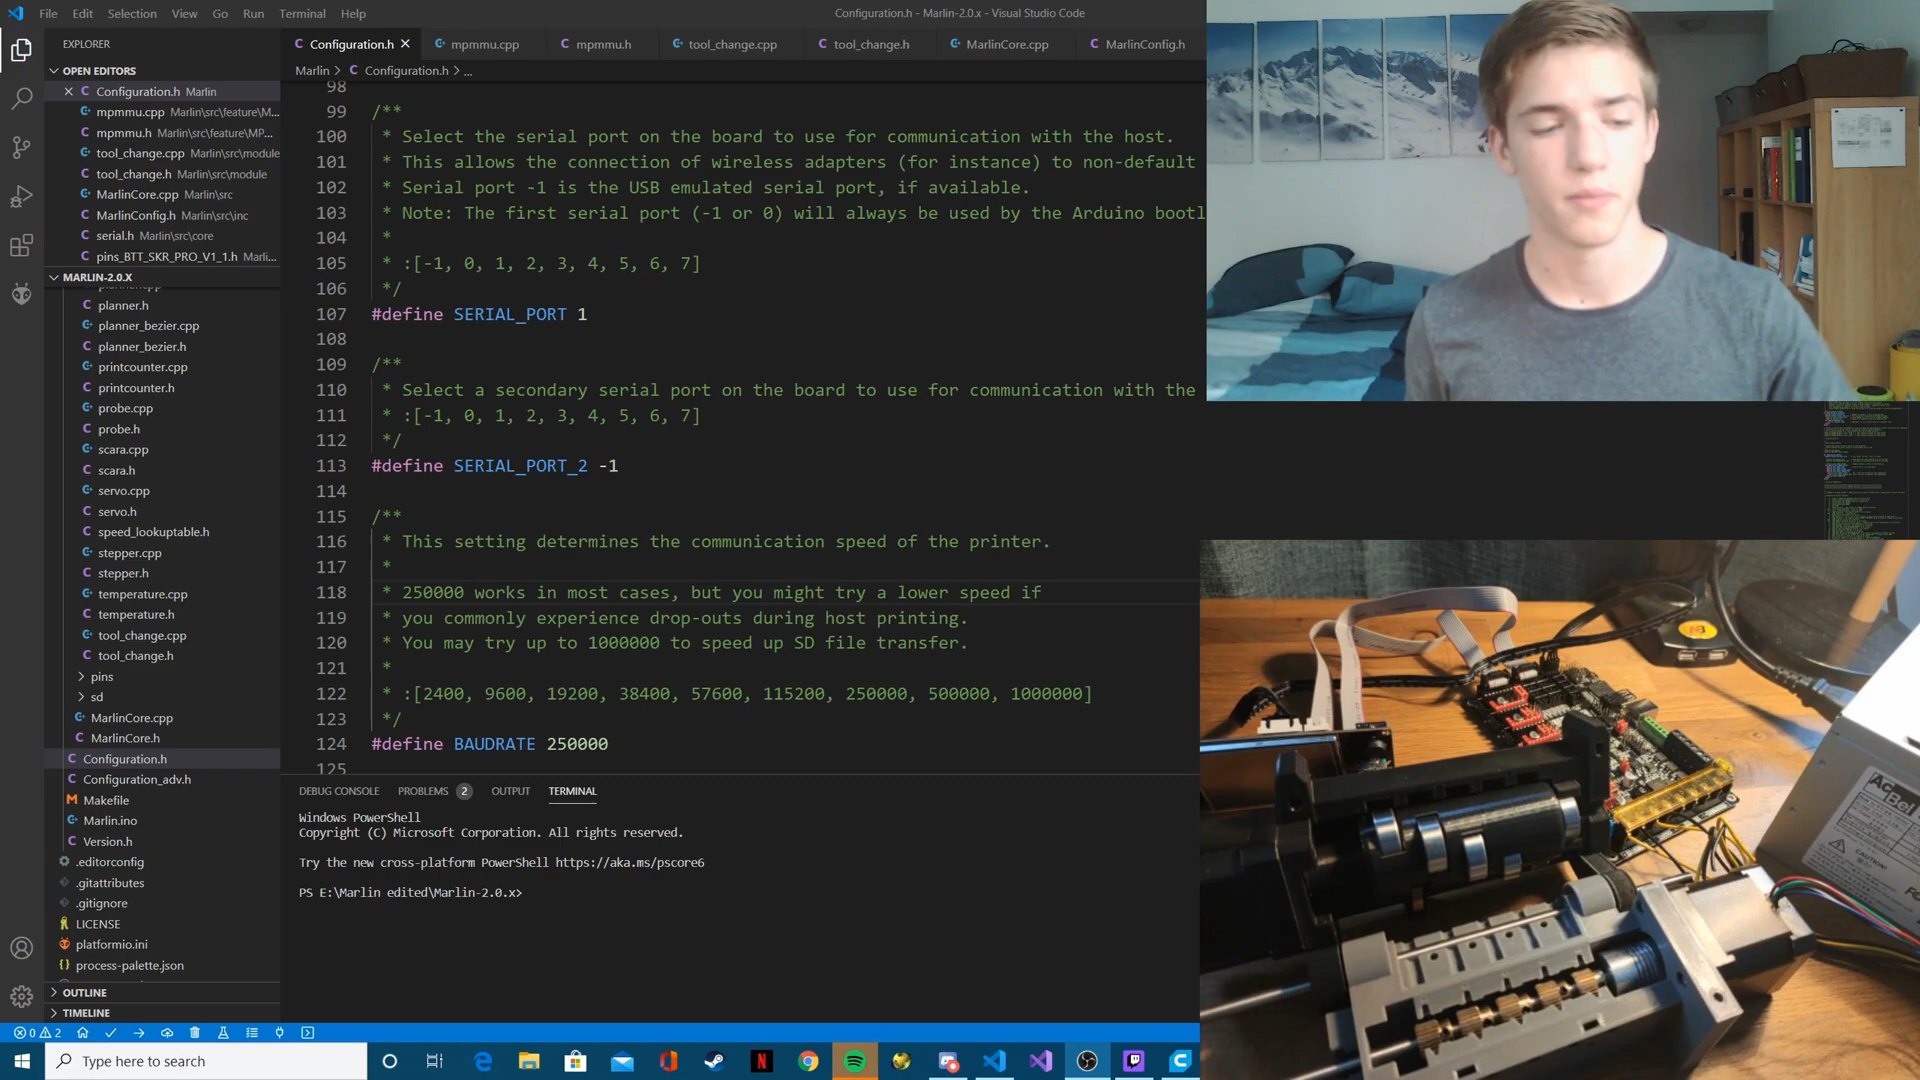 File Edit Selection View Go Run Terminal Help
Configuration.h - Marlin-2.0.x - Visual Studio Code
EXPLORER
OPEN EDITORS
Configuration.h Marlin
mpmmu.cpp Marlin\src\feature\M...
mpmmu.h Marlin\src\feature\MP...
tool_change.cpp Marlin\src\module
tool_change.h Marlin\src\module
MarlinCore.cpp Marlin\src
MarlinConfig.h Marlin\src\inc
serial.h Marlin\src\core
pins_BTT_SKR_PRO_V1_1.h Marli...
MARLIN-2.0.X
planner.cpp
planner.h
planner_bezier.cpp
planner_bezier.h
printcounter.cpp
printcounter.h
probe.cpp
probe.h
scara.cpp
scara.h
servo.cpp
servo.h
speed_lookuptable.h
stepper.cpp
stepper.h
temperature.cpp
temperature.h
tool_change.cpp
tool_change.h
pins
sd
MarlinCore.cpp
MarlinCore.h
Configuration.h
Configuration_adv.h
Makefile
Marlin.ino
Version.h
.editorconfig
.gitattributes
.gitignore
LICENSE
platformio.ini
process-palette.json
OUTLINE
TIMELINE
Configuration.h mpmmu.cpp mpmmu.h tool_change.cpp tool_change.h MarlinCore.cpp MarlinConfig.h
Marlin > Configuration.h > ...
98
99 /**
100 * Select the serial port on the board to use for communication with the host.
101 * This allows the connection of wireless adapters (for instance) to non-default
102 * Serial port -1 is the USB emulated serial port, if available.
103 * Note: The first serial port (-1 or 0) will always be used by the Arduino bootl
104 *
105 * :[-1, 0, 1, 2, 3, 4, 5, 6, 7]
106 */
107 #define SERIAL_PORT 1
108
109 /**
110 * Select a secondary serial port on the board to use for communication with the
111 * :[-1, 0, 1, 2, 3, 4, 5, 6, 7]
112 */
113 #define SERIAL_PORT_2 -1
114
115 /**
116 * This setting determines the communication speed of the printer.
117 *
118 * 250000 works in most cases, but you might try a lower speed if
119 * you commonly experience drop-outs during host printing.
120 * You may try up to 1000000 to speed up SD file transfer.
121 *
122 * :[2400, 9600, 19200, 38400, 57600, 115200, 250000, 500000, 1000000]
123 */
124 #define BAUDRATE 250000
125
DEBUG CONSOLE PROBLEMS 2 OUTPUT TERMINAL
Windows PowerShell
Copyright (C) Microsoft Corporation. All rights reserved.
Try the new cross-platform PowerShell https://aka.ms/pscore6
PS E:\Marlin edited\Marlin-2.0.x>
AcBel
CAUTION
0 2
Type here to search